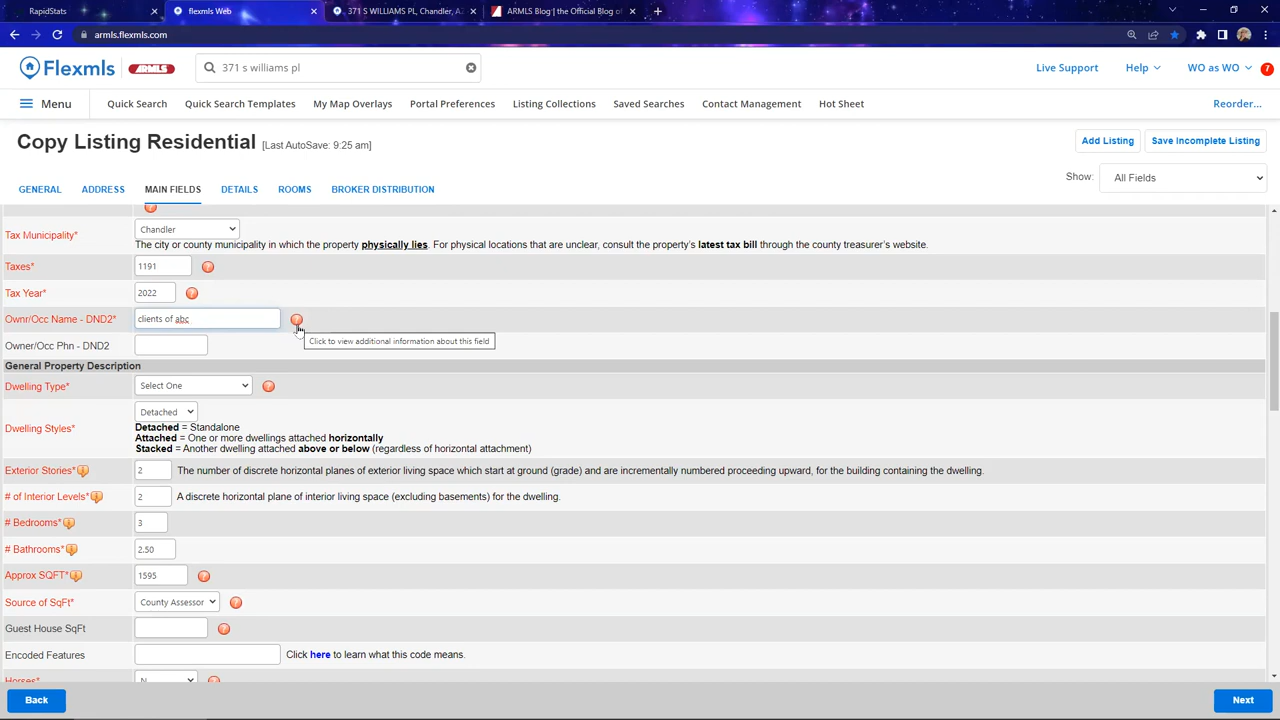 RapidStats
flexmls Web
371 S WILLIAMS PL, Chandler, AZ
ARMLS Blog | the Official Blog of
armls.flexmls.com
Flexmls ARMLS
371 s williams pl
Live Support
Help
WO as WO
7
Menu
Quick Search
Quick Search Templates
My Map Overlays
Portal Preferences
Listing Collections
Saved Searches
Contact Management
Hot Sheet
Reorder...
Copy Listing Residential [Last AutoSave: 9:25 am]
Add Listing
Save Incomplete Listing
Show: All Fields
GENERAL
ADDRESS
MAIN FIELDS
DETAILS
ROOMS
BROKER DISTRIBUTION
Tax Municipality* Chandler
The city or county municipality in which the property physically lies. For physical locations that are unclear, consult the property's latest tax bill through the county treasurer's website.
Taxes* 1191
Tax Year* 2022
Ownr/Occ Name - DND2* clients of abc
Click to view additional information about this field
Owner/Occ Phn - DND2
General Property Description
Dwelling Type* Select One
Dwelling Styles* Detached
Detached = Standalone
Attached = One or more dwellings attached horizontally
Stacked = Another dwelling attached above or below (regardless of horizontal attachment)
Exterior Stories* 2 The number of discrete horizontal planes of exterior living space which start at ground (grade) and are incrementally numbered proceeding upward, for the building containing the dwelling.
# of Interior Levels* 2 A discrete horizontal plane of interior living space (excluding basements) for the dwelling.
# Bedrooms* 3
# Bathrooms* 2.50
Approx SQFT* 1595
Source of SqFt* County Assessor
Guest House SqFt
Encoded Features Click here to learn what this code means.
Horses* N
Back
Next